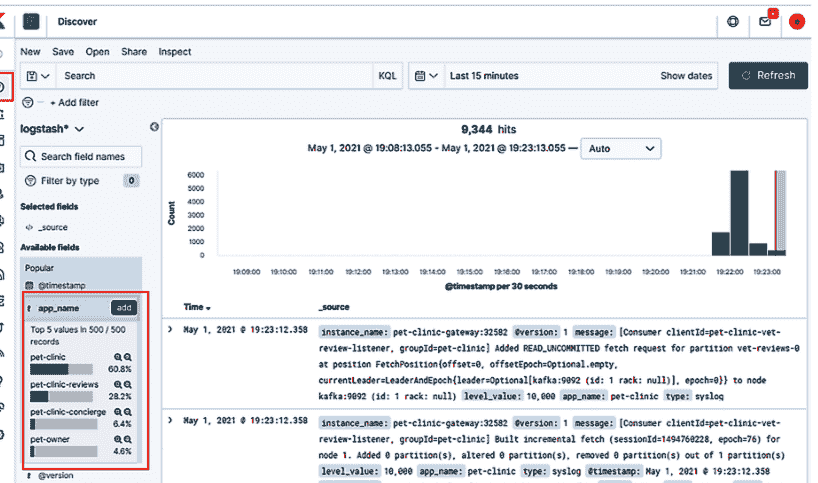 Discover
New Save Open Share Inspect
Search KQL Last 15 minutes Show dates Refresh
+ Add filter
logstash*
Search field names
Filter by type 0
Selected fields
_source
Available fields
Popular
@timestamp
t app_name add
Top 5 values in 500 / 500
records
pet-clinic
60.8%
pet-clinic-reviews
28.2%
pet-clinic-concierge
6.4%
pet-owner
4.6%
t @version
9,344 hits
May 1, 2021 @ 19:08:13.055 - May 1, 2021 @ 19:23:13.055 — Auto
Count
6000
5000
4000
3000
2000
1000
0
19:09:00 19:10:00 19:11:00 19:12:00 19:13:00 19:14:00 19:15:00 19:16:00 19:17:00 19:18:00 19:19:00 19:20:00 19:21:00 19:22:00 19:23:00
@timestamp per 30 seconds
Time _source
May 1, 2021 @ 19:23:12.358 instance_name: pet-clinic-gateway:32582 @version: 1 message: [Consumer clientId=pet-clinic-vet-
review-listener, groupId=pet-clinic] Added READ_UNCOMMITTED fetch request for partition vet-reviews-0
at position FetchPosition{offset=0, offsetEpoch=Optional.empty,
currentLeader=LeaderAndEpoch{leader=Optional[kafka:9092 (id: 1 rack: null)], epoch=0}} to node
kafka:9092 (id: 1 rack: null) level_value: 10,000 app_name: pet-clinic type: syslog
May 1, 2021 @ 19:23:12.358 instance_name: pet-clinic-gateway:32582 @version: 1 message: [Consumer clientId=pet-clinic-vet-
review-listener, groupId=pet-clinic] Built incremental fetch (sessionId=1494760228, epoch=76) for
node 1. Added 0 partition(s), altered 0 partition(s), removed 0 partition(s) out of 1 partition(s)
level_value: 10,000 app_name: pet-clinic type: syslog @timestamp: May 1, 2021 @ 19:23:12.358